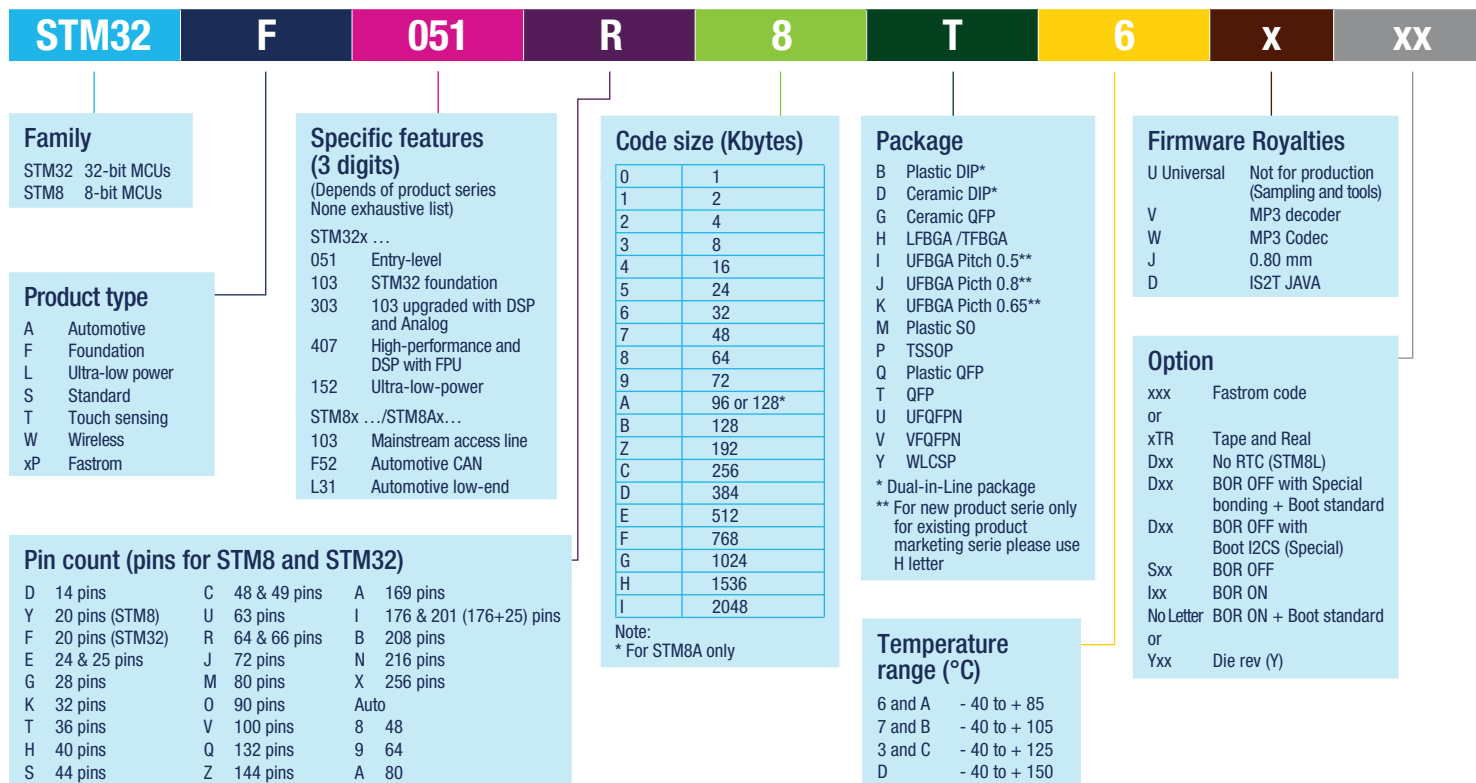 STM32 F 051 R 8 T 6 x xx
Family
STM32 32-bit MCUs
STM8 8-bit MCUs
Product type
A Automotive
F Foundation
L Ultra-low power
S Standard
T Touch sensing
W Wireless
xP Fastrom
Specific features
(3 digits)
(Depends of product series
None exhaustive list)
STM32x ...
051 Entry-level
103 STM32 foundation
303 103 upgraded with DSP
and Analog
407 High-performance and
DSP with FPU
152 Ultra-low-power
STM8x .../STM8Ax...
103 Mainstream access line
F52 Automotive CAN
L31 Automotive low-end
Pin count (pins for STM8 and STM32)
D 14 pins
Y 20 pins (STM8)
F 20 pins (STM32)
E 24 & 25 pins
G 28 pins
K 32 pins
T 36 pins
H 40 pins
S 44 pins
C 48 & 49 pins
U 63 pins
R 64 & 66 pins
J 72 pins
M 80 pins
O 90 pins
V 100 pins
Q 132 pins
Z 144 pins
A 169 pins
I 176 & 201 (176+25) pins
B 208 pins
N 216 pins
X 256 pins
Auto
8 48
9 64
A 80
Code size (Kbytes)
0 1
1 2
2 4
3 8
4 16
5 24
6 32
7 48
8 64
9 72
A 96 or 128*
B 128
Z 192
C 256
D 384
E 512
F 768
G 1024
H 1536
I 2048
Note:
* For STM8A only
Package
B Plastic DIP*
D Ceramic DIP*
G Ceramic QFP
H LFBGA /TFBGA
I UFBGA Pitch 0.5**
J UFBGA Picth 0.8**
K UFBGA Picth 0.65**
M Plastic SO
P TSSOP
Q Plastic QFP
T QFP
U UFQFPN
V VFQFPN
Y WLCSP
* Dual-in-Line package
** For new product serie only
for existing product
marketing serie please use
H letter
Temperature
range (°C)
6 and A - 40 to + 85
7 and B - 40 to + 105
3 and C - 40 to + 125
D - 40 to + 150
Firmware Royalties
U Universal Not for production
(Sampling and tools)
V MP3 decoder
W MP3 Codec
J 0.80 mm
D IS2T JAVA
Option
xxx Fastrom code
or
xTR Tape and Real
Dxx No RTC (STM8L)
Dxx BOR OFF with Special
bonding + Boot standard
Dxx BOR OFF with
Boot I2CS (Special)
Sxx BOR OFF
Ixx BOR ON
No Letter BOR ON + Boot standard
or
Yxx Die rev (Y)